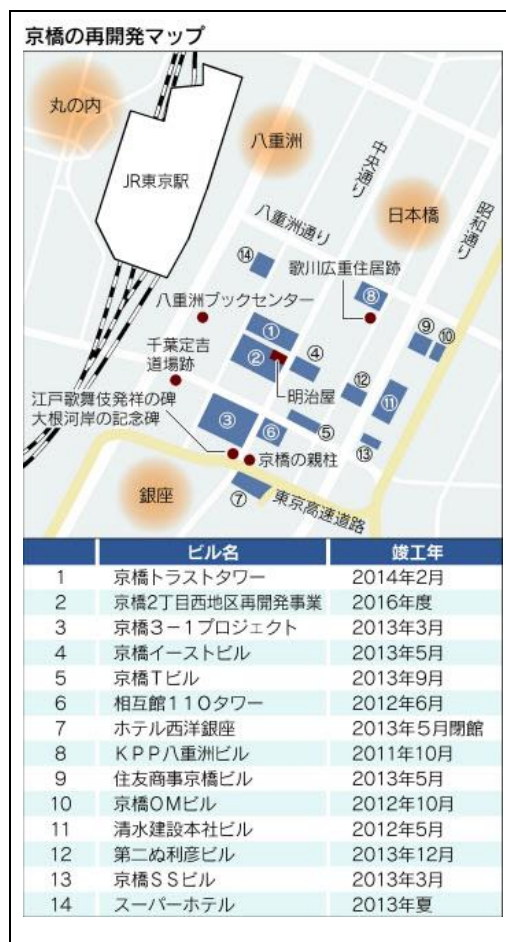 京橋の再開発マップ
丸の内
八重洲
JR東京駅
中央通り
昭和通り
日本橋
八重洲通り
⑭
歌川広重住居跡
⑧
八重洲ブックセンター
①
⑨
⑩
千葉定吉
道場跡
②
④
明治屋
⑫
⑪
江戸歌舞伎発祥の碑
大根河岸の記念碑
③
⑥
⑤
⑬
京橋の親柱
銀座
⑦
東京高速道路
ビル名 竣工年
1 京橋トラストタワー 2014年2月
2 京橋2丁目西地区再開発事業 2016年度
3 京橋3－1プロジェクト 2013年3月
4 京橋イーストビル 2013年5月
5 京橋Tビル 2013年9月
6 相互館110タワー 2012年6月
7 ホテル西洋銀座 2013年5月閉館
8 KPP八重洲ビル 2011年10月
9 住友商事京橋ビル 2013年5月
10 京橋OMビル 2012年10月
11 清水建設本社ビル 2012年5月
12 第二ぬ利彦ビル 2013年12月
13 京橋SSビル 2013年3月
14 スーパーホテル 2013年夏